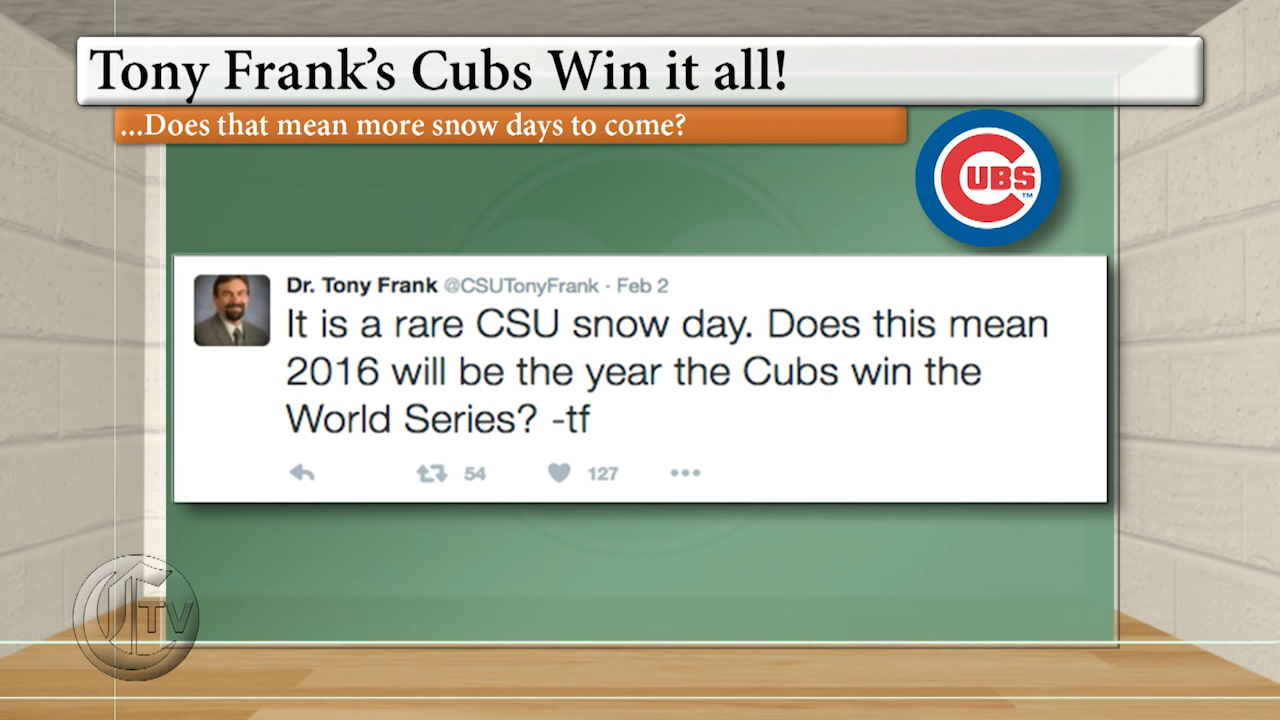 Tony Frank’s Cubs Win it all!
...Does that mean more snow days to come?
CUBS
TM
Dr. Tony Frank @CSUTonyFrank · Feb 2
It is a rare CSU snow day. Does this mean
2016 will be the year the Cubs win the
World Series? -tf
54 127
CTV